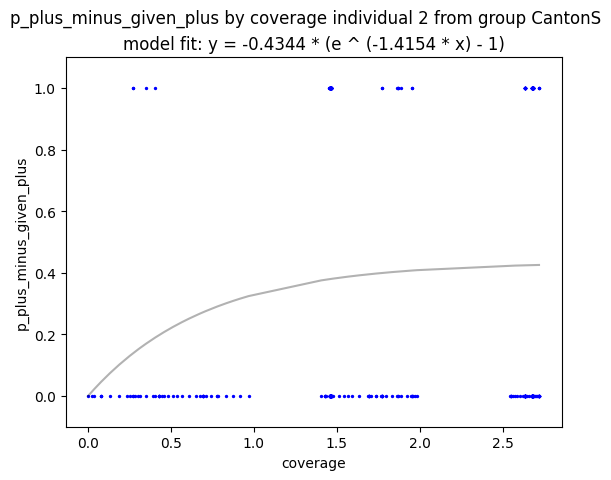 p_plus_minus_given_plus by coverage individual 2 from group CantonS
model fit: y = -0.4344 * (e ^ (-1.4154 * x) - 1)
1.0
0.8
0.6
0.4
0.2
0.0
p_plus_minus_given_plus
0.0 0.5 1.0 1.5 2.0 2.5
coverage